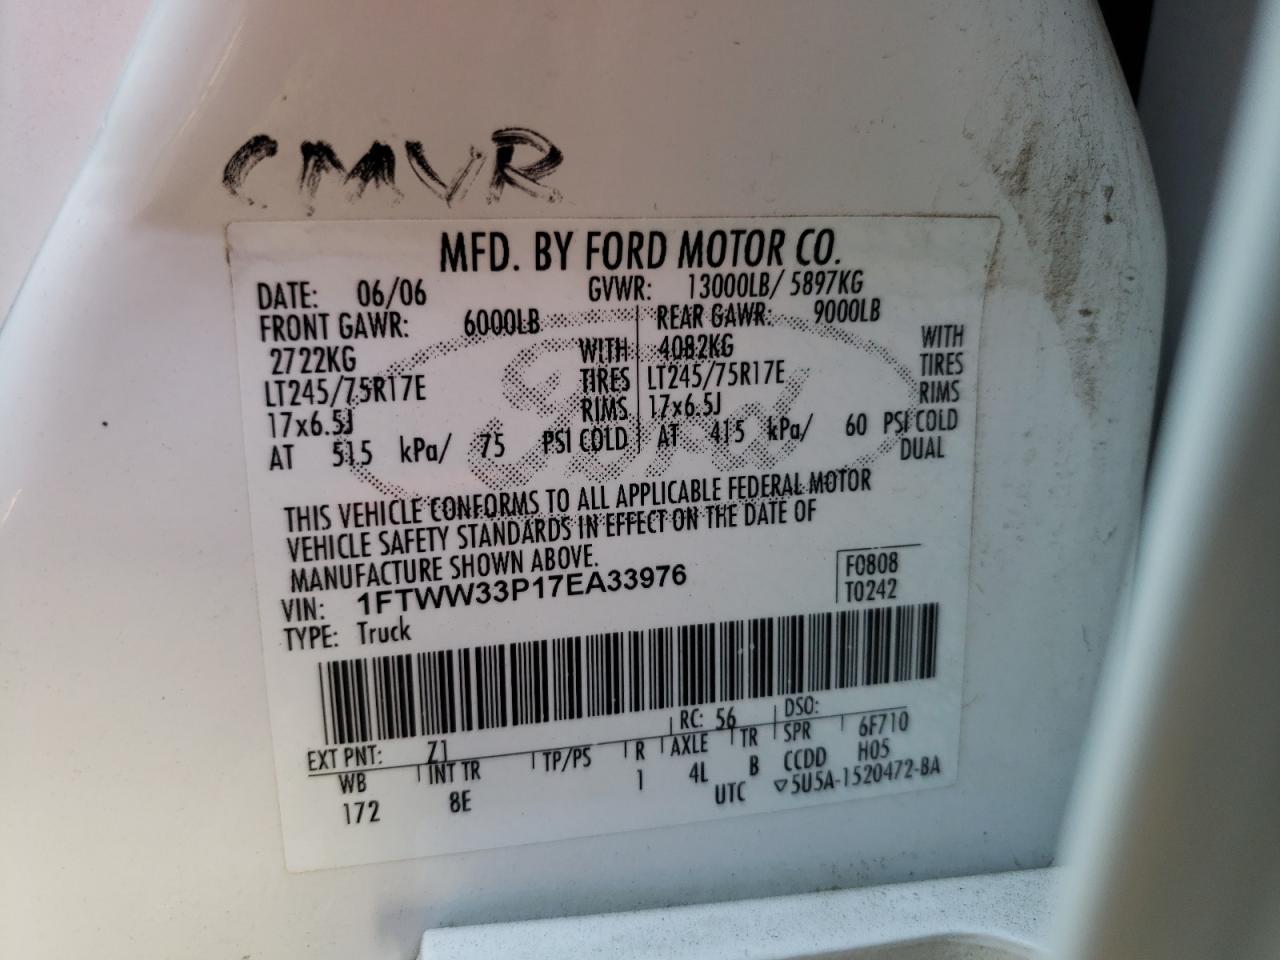 CMVR
MFD. BY FORD MOTOR CO.
DATE: 06/06 GVWR: 13000LB/ 5897KG
FRONT GAWR: 6000LB REAR GAWR: 9000LB
2722KG WITH 4082KG WITH
LT245/75R17E TIRES LT245/75R17E TIRES
17x6.5J RIMS 17x6.5J RIMS
AT 515 kPa/ 75 PSI COLD AT 415 kPa/ 60 PSI COLD
DUAL
THIS VEHICLE CONFORMS TO ALL APPLICABLE FEDERAL MOTOR
VEHICLE SAFETY STANDARDS IN EFFECT ON THE DATE OF
MANUFACTURE SHOWN ABOVE.
VIN: 1FTWW33P17EA33976 F0808
TYPE: Truck T0242
EXT PNT: Z1 RC: 56 DSO:
WB INT TR TP/PS R AXLE TR SPR 6F710
172 8E 1 4L B CCDD H05
UTC ▽5U5A-1520472-BA
Ford